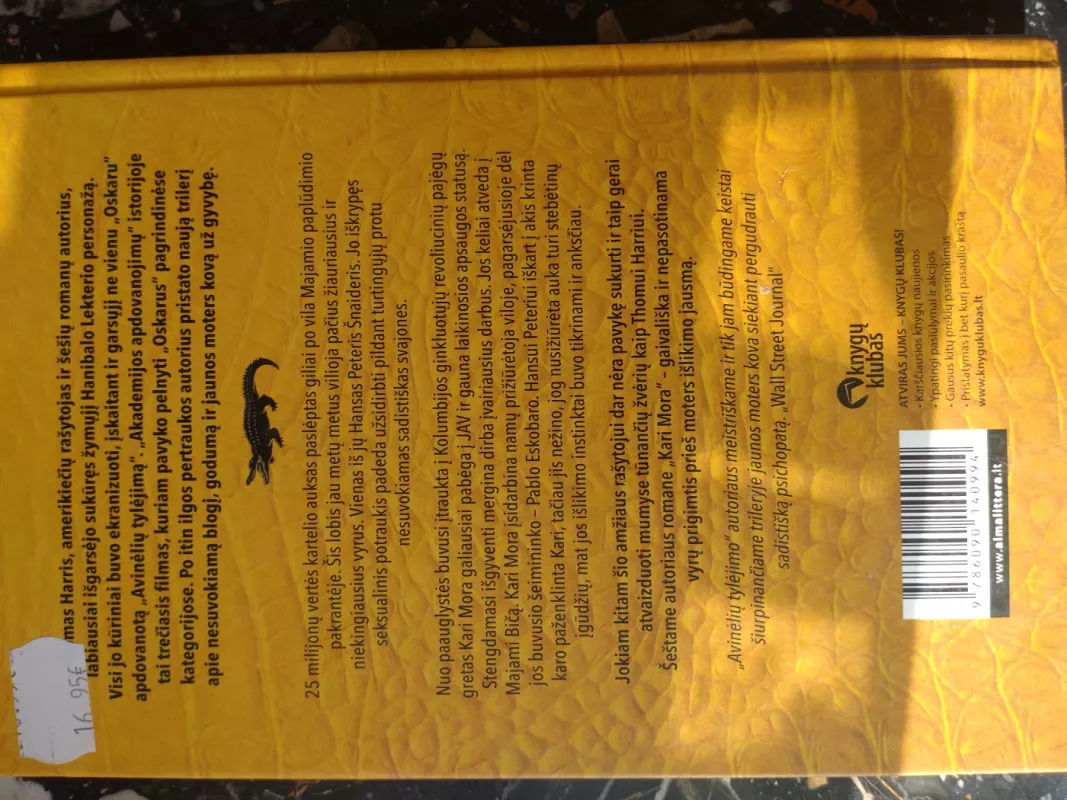 16.95€
mas Harris, amerikiečių rašytojas ir šešių romanų autorius,
labiausiai išgarsėjo sukūręs žymųjį Hanibalo Lekterio personažą.
Visi jo kūriniai buvo ekranizuoti, įskaitant ir garsųjį ne vienu „Oskaru“
apdovanotą „Avinėlių tylėjimą“. „Akademijos apdovanojimų“ istorijoje
tai trečiasis filmas, kuriam pavyko pelnyti „Oskarus“ pagrindinėse
kategorijose. Po itin ilgos pertraukos autorius pristato naują trilerį
apie nesuvokiamą blogį, godumą ir jaunos moters kovą už gyvybę.
25 milijonų vertės kartelio auksas paslėptas giliai po vila Majamio paplūdimio
pakrantėje. Šis lobis jau metų metus vilioja pačius žiauriausius ir
niekingiausius vyrus. Vienas iš jų Hansas Peteris Šnaideris. Jo iškrypęs
seksualinis potraukis padeda užsidirbti pildant turtingųjų protu
nesuvokiamas sadistiškas svajones.
Nuo paauglystės buvusi įtraukta į Kolumbijos ginkluotųjų revoliucinių pajėgų
gretas Kari Mora galiausiai pabėga į JAV ir gauna laikinosios apsaugos statusą.
Stengdamasi išgyventi mergina dirba įvairiausius darbus. Jos keliai atveda į
Majami Bičą. Kari Mora įsidarbina namų prižiūrėtoja viloje, pagarsėjusioje dėl
jos buvusio šeimininko – Pablo Eskobaro. Hansui Peteriui iškart į akis krinta
karo paženklinta Kari, tačiau jis nežino, jog nusižiūrėta auka turi stebėtinų
įgūdžių, mat jos išlikimo instinktai buvo tikrinami ir anksčiau.
Jokiam kitam šio amžiaus rašytojui dar nėra pavykę sukurti ir taip gerai
atvaizduoti mumyse tūnančių žvėrių kaip Thomui Harriui.
Šeštame autoriaus romane „Kari Mora“ – gaivališka ir nepasotinama
vyrų prigimtis prieš moters išlikimo jausmą.
„Avinėlių tylėjimo“ autoriaus meistriškame ir tik jam būdingame keistai
šiurpinančiame trileryje jaunos moters kova siekiant pergudrauti
sadistišką psichopatą. „Wall Street Journal“
knygų
klubas
ATVIRAS JUMS – KNYGŲ KLUBAS!
• Karščiausios knygų naujienos
• Ypatingi pasiūlymai ir akcijos
• Gausus kitų prekių pasirinkimas
• Pristatymas į bet kurį pasaulio kraštą
www.knyguklubas.lt
9 786090 140994
www.almalittera.lt